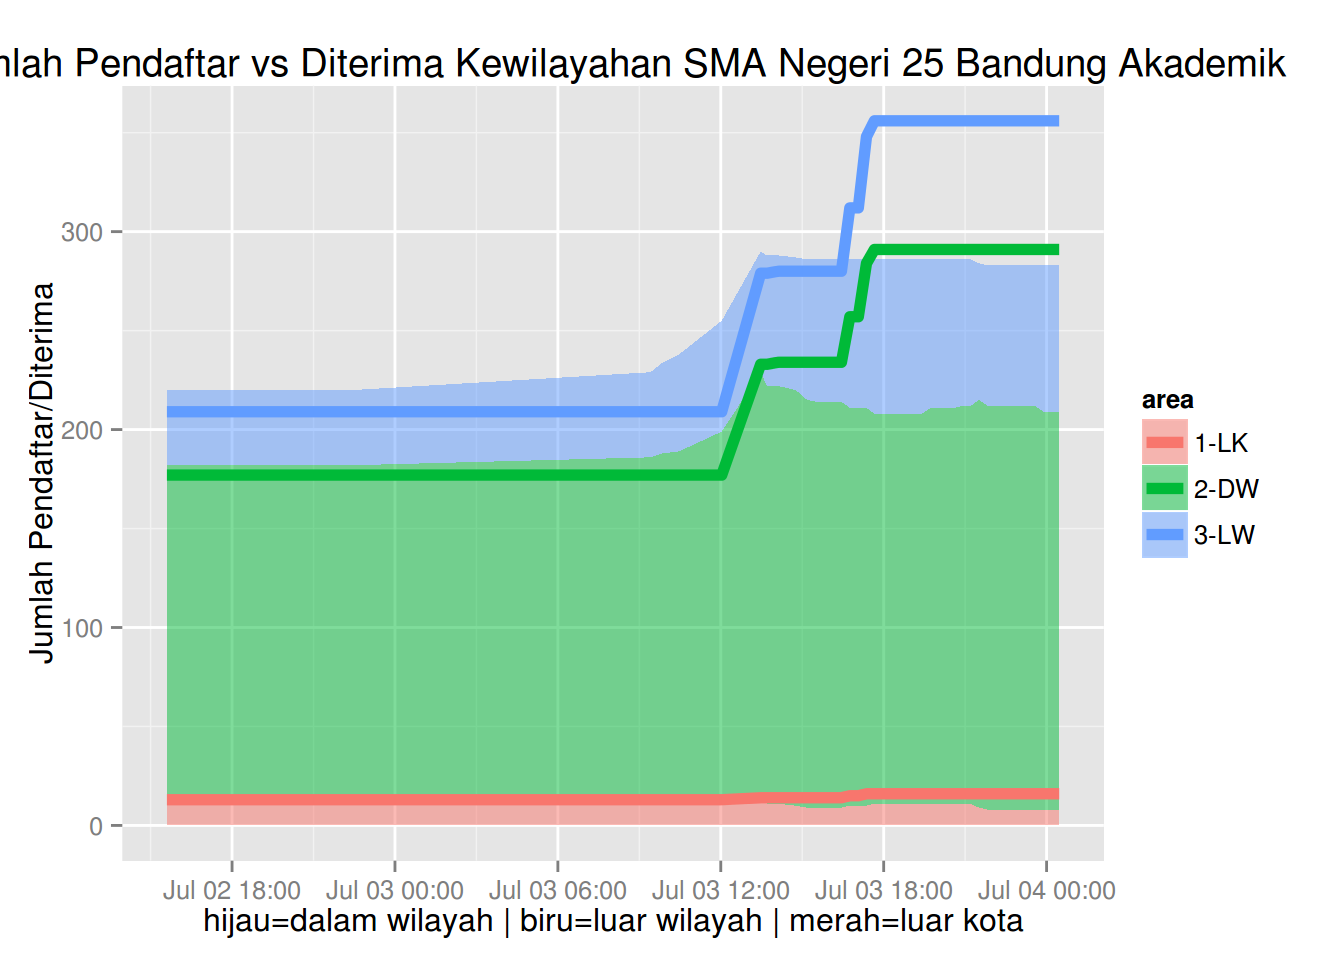 Pendaftar vs Diterima Kewilayahan SMA Negeri 25 Bandung Akademik
Jumlah Pendaftar/Diterima
300
200
100
0
area
1-LK
2-DW
3-LW
Jul 02 18:00 Jul 03 00:00 Jul 03 06:00 Jul 03 12:00 Jul 03 18:00 Jul 04 00:00
hijau=dalam wilayah | biru=luar wilayah | merah=luar kota